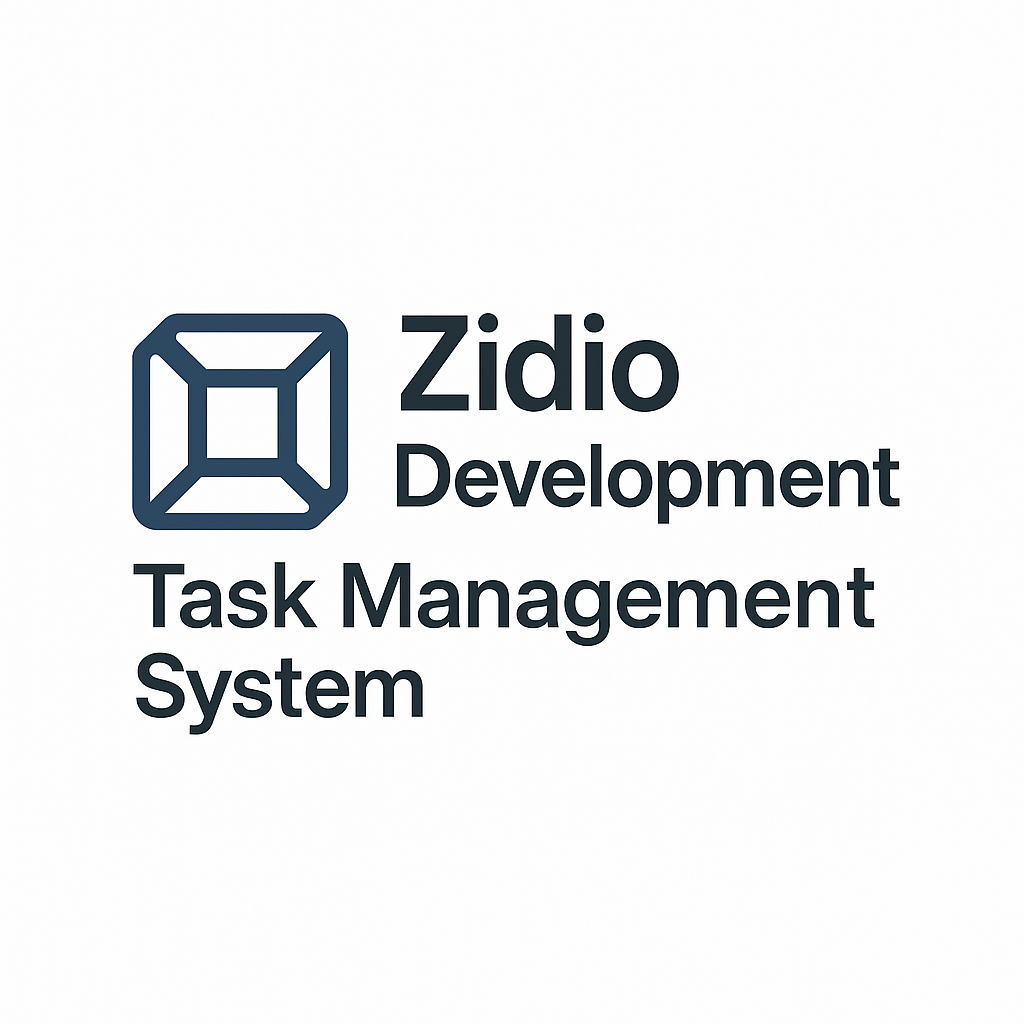 Zidio
Development
Task Management
System